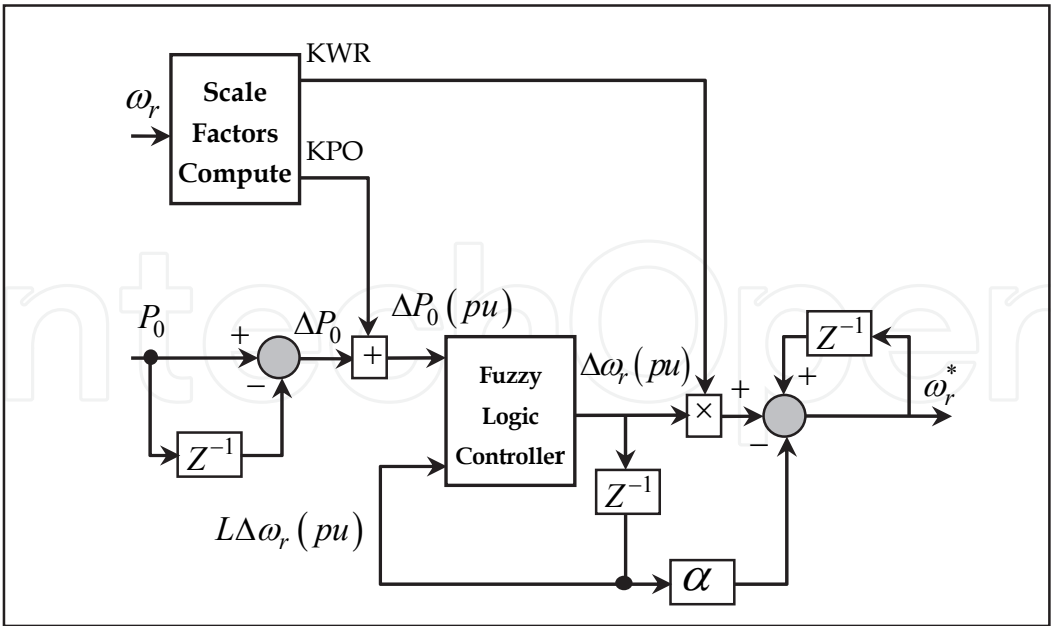 KWR
Scale
Factors
Compute
ω_r
KPO
P_0
+
−
ΔP_0
+
ΔP_0 (pu)
Z^{-1}
Fuzzy
Logic
Controller
Δω_r (pu)
×
+
−
+
Z^{-1}
ω_r^*
Z^{-1}
LΔω_r (pu)
α
ntechOpen